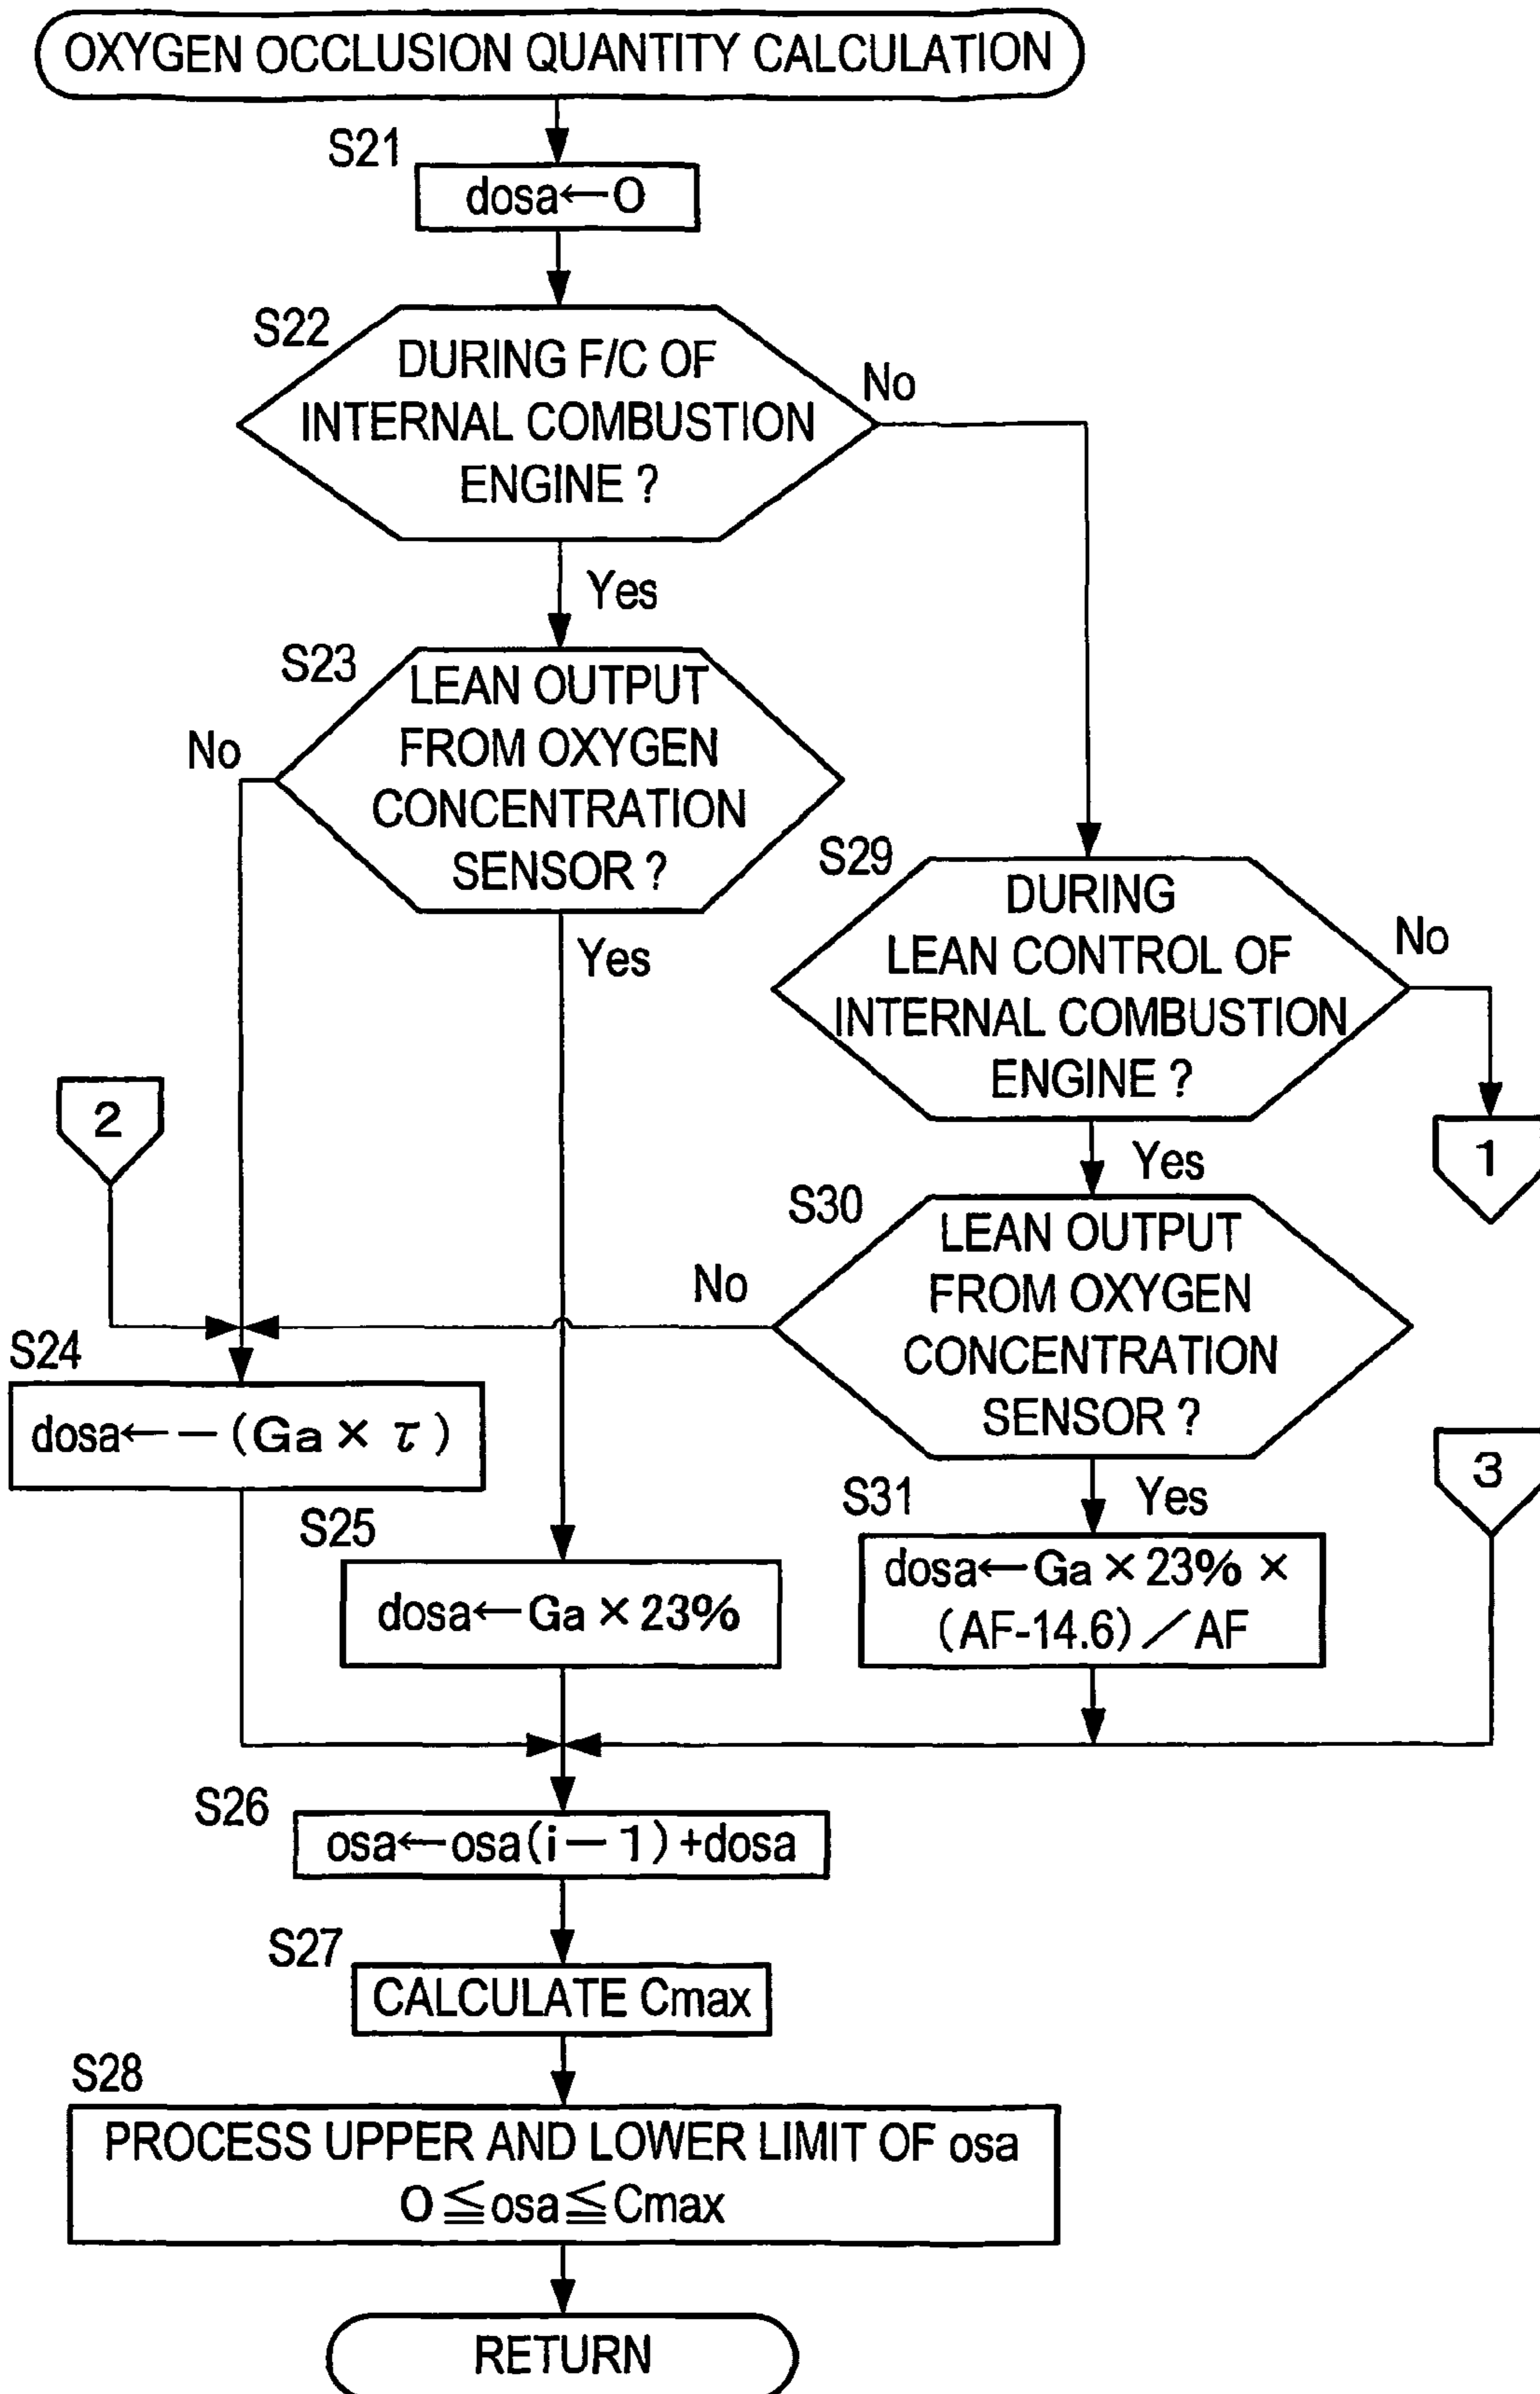 OXYGEN OCCLUSION QUANTITY CALCULATION
S21
dosa←0
S22
DURING F/C OF
INTERNAL COMBUSTION
ENGINE ?
No
Yes
S23
LEAN OUTPUT
FROM OXYGEN
CONCENTRATION
SENSOR ?
No
Yes
S29
DURING
LEAN CONTROL OF
INTERNAL COMBUSTION
ENGINE ?
No
Yes
2
1
S30
LEAN OUTPUT
FROM OXYGEN
CONCENTRATION
SENSOR ?
No
Yes
S24
dosa←−(Ga×τ)
3
S25
dosa←Ga×23%
S31
dosa←Ga×23%×
(AF-14.6)／AF
S26
osa←osa(i−1)+dosa
S27
CALCULATE Cmax
S28
PROCESS UPPER AND LOWER LIMIT OF osa
0≦osa≦Cmax
RETURN